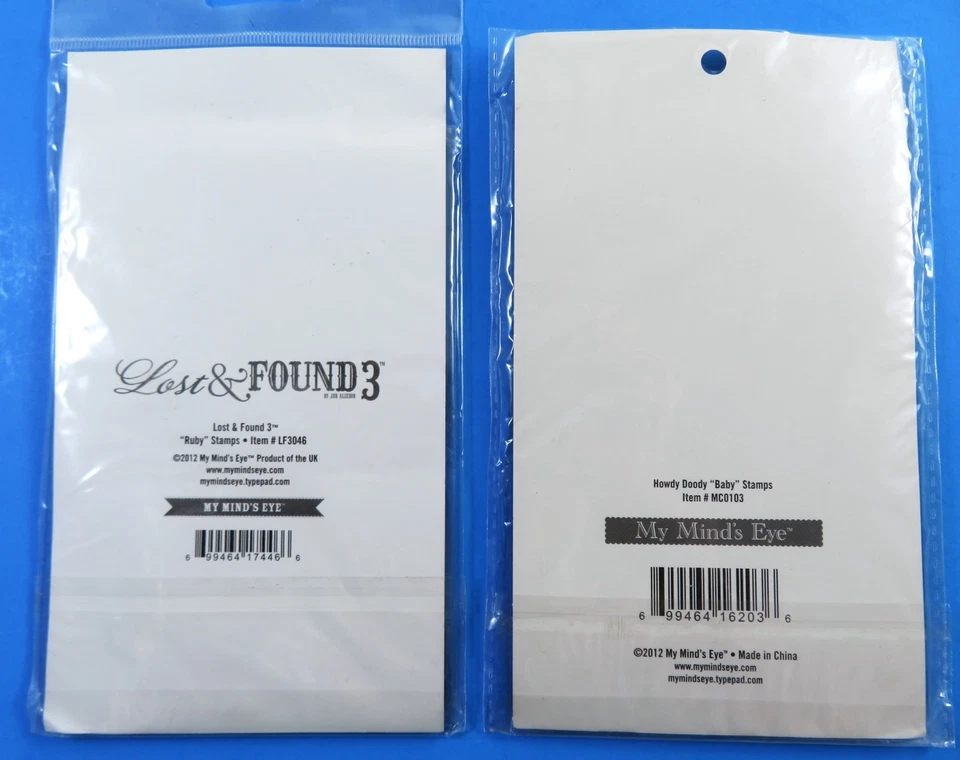 Lost & FOUND 3™
BY JEN ALLYSON
Lost & Found 3™
“Ruby” Stamps • Item # LF3046
©2012 My Mind's Eye™ Product of the UK
www.mymindseye.com
mymindseye.typepad.com
MY MIND'S EYE™
6 99464 17446 6
Howdy Doody “Baby” Stamps
Item # MC0103
My Mind's Eye™
6 99464 16203 6
©2012 My Mind's Eye™ • Made in China
www.mymindseye.com
mymindseye.typepad.com